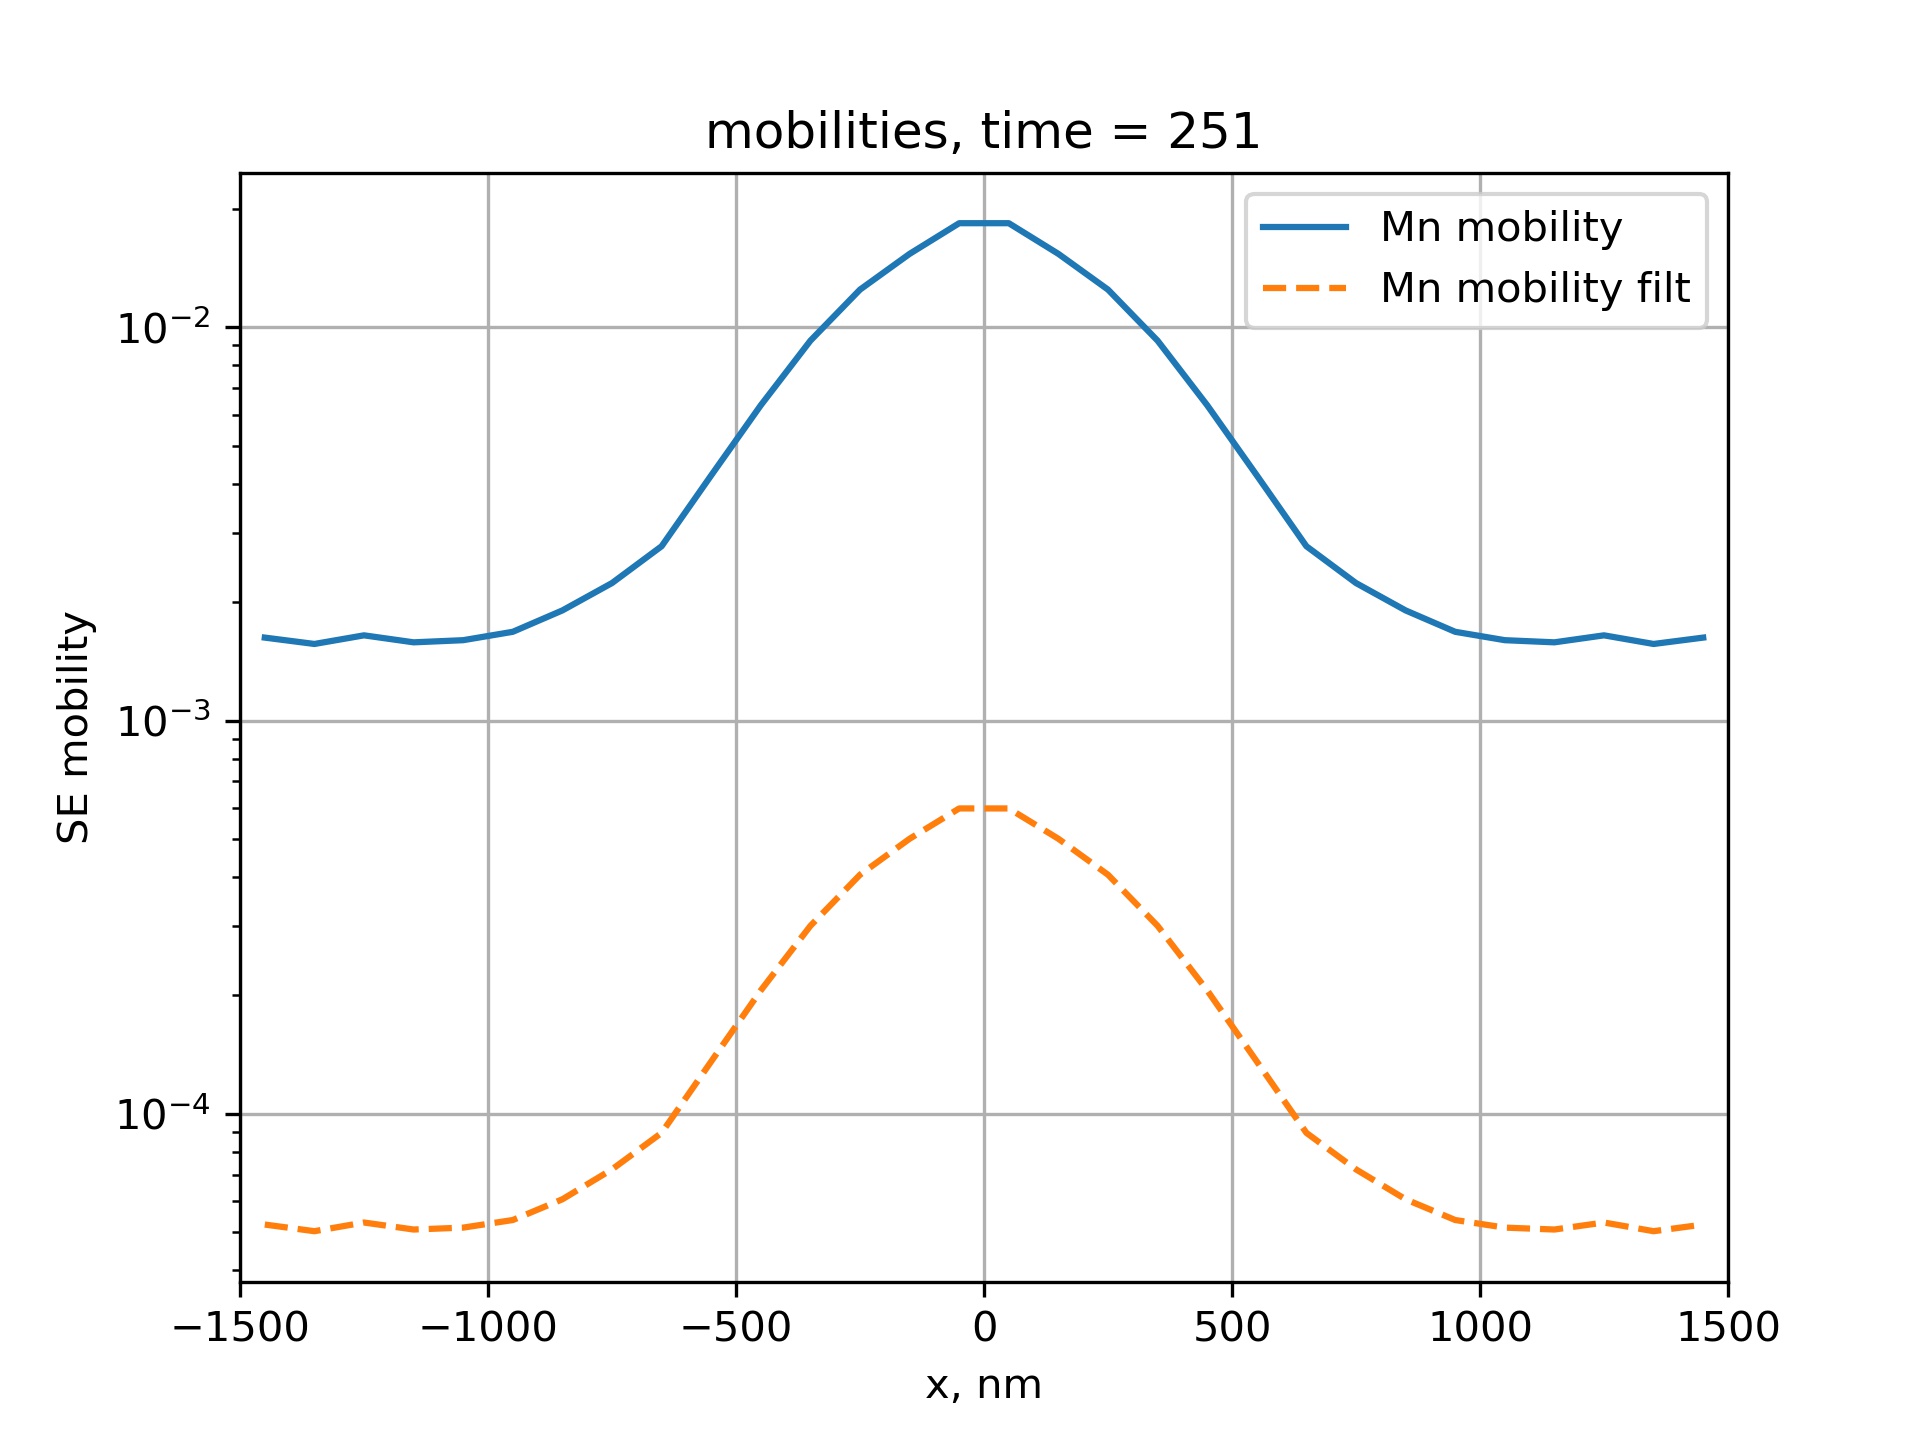 mobilities, time = 251
Mn mobility
Mn mobility filt
10⁻²
10⁻³
10⁻⁴
SE mobility
−1500 −1000 −500 0 500 1000 1500
x, nm